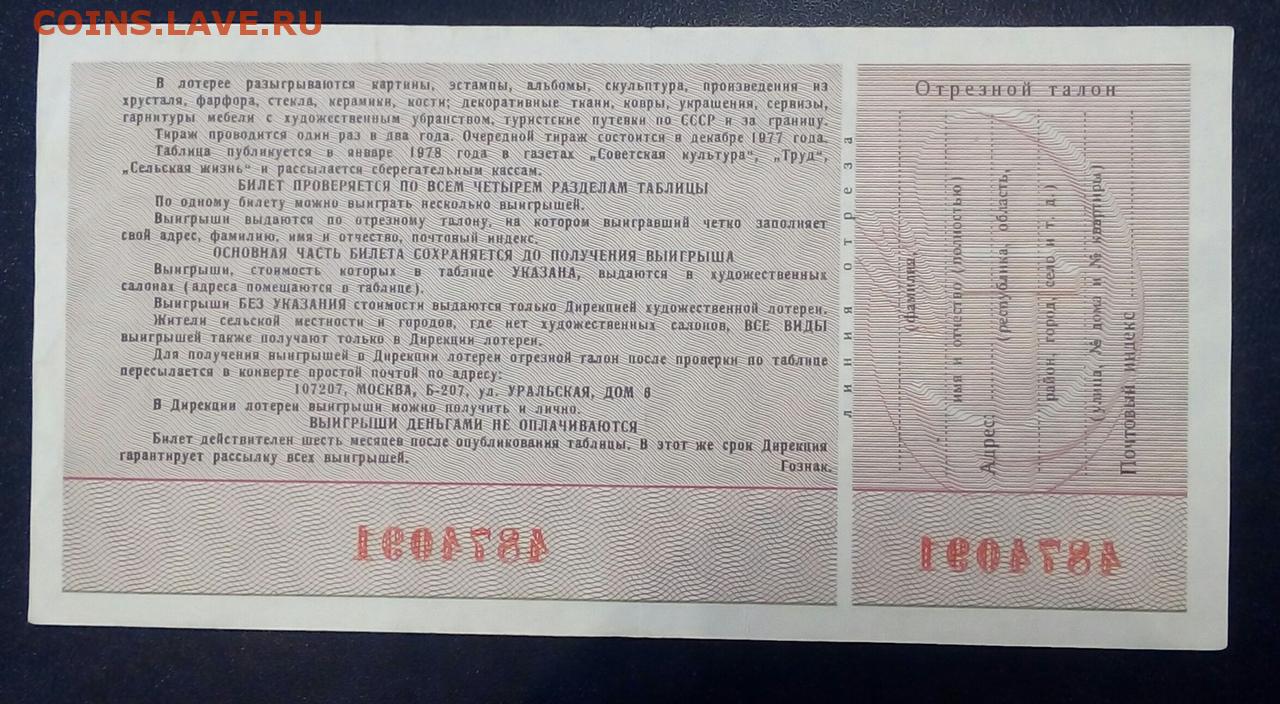 COINS.LAVE.RU
В лотерее разыгрываются картины, эстампы, альбомы, скульптура, произведения из
хрусталя, фарфора, стекла, керамики, кости; декоративные ткани, ковры, украшения, сервизы,
гарнитуры мебели с художественным убранством, туристские путевки по СССР и за границу.
Тираж проводится один раз в два года. Очередной тираж состоится в декабре 1977 года.
Таблица публикуется в январе 1978 года в газетах „Советская культура“, „Труд“,
„Сельская жизнь“ и рассылается сберегательным кассам.
БИЛЕТ ПРОВЕРЯЕТСЯ ПО ВСЕМ ЧЕТЫРЕМ РАЗДЕЛАМ ТАБЛИЦЫ
По одному билету можно выиграть несколько выигрышей.
Выигрыши выдаются по отрезному талону, на котором выигравший четко заполняет
свой адрес, фамилию, имя и отчество, почтовый индекс.
ОСНОВНАЯ ЧАСТЬ БИЛЕТА СОХРАНЯЕТСЯ ДО ПОЛУЧЕНИЯ ВЫИГРЫША
Выигрыши, стоимость которых в таблице УКАЗАНА, выдаются в художественных
салонах (адреса помещаются в таблице).
Выигрыши БЕЗ УКАЗАНИЯ стоимости выдаются только Дирекцией художественной лотереи.
Жители сельской местности и городов, где нет художественных салонов, ВСЕ ВИДЫ
выигрышей также получают только в Дирекции лотереи.
Для получения выигрышей в Дирекции лотереи отрезной талон после проверки по таблице
пересылается в конверте простой почтой по адресу:
107207, МОСКВА, Б-207, ул. УРАЛЬСКАЯ, ДОМ 6
В Дирекции лотереи выигрыши можно получить и лично.
ВЫИГРЫШИ ДЕНЬГАМИ НЕ ОПЛАЧИВАЮТСЯ
Билет действителен шесть месяцев после опубликования таблицы. В этот же срок Дирекция
гарантирует рассылку всех выигрышей.
Гознак.
4874091
линия отреза
Отрезной талон
(фамилия,
имя и отчество (полностью)
Адрес:
(республика, область,
район, город, село и т. д.)
(улица, № дома и № квартиры)
Почтовый индекс
4874091